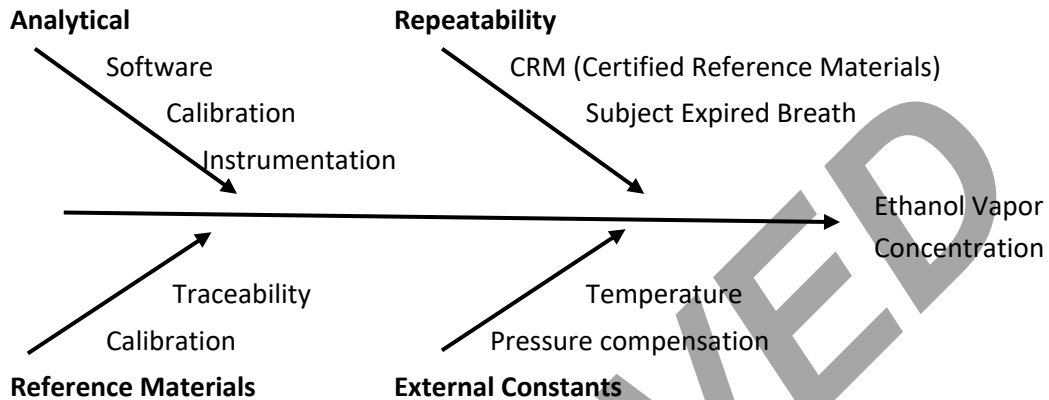 Analytical
Repeatability
Software
CRM (Certified Reference Materials)
Calibration
Subject Expired Breath
Instrumentation
Ethanol Vapor
Concentration
Traceability
Temperature
Calibration
Pressure compensation
Reference Materials
External Constants